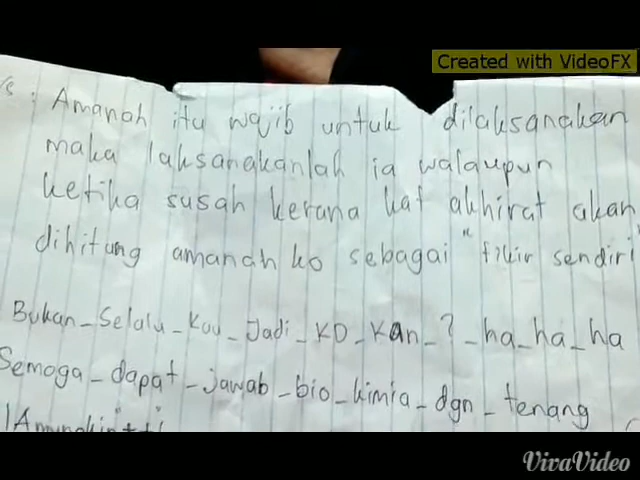 Created with VideoFX
/s : Amanah itu wajib untuk dilaksanakan
maka laksanakanlah ia walaupun
ketika susah kerana kat akhirat akan
dihitung amanah ko sebagai "fikir sendiri"
Bukan_Selalu_Kau_Jadi_KD_Kan_?_ha_ha_ha
Semoga_dapat_jawab_bio_kimia_dgn_tenang
VivaVideo